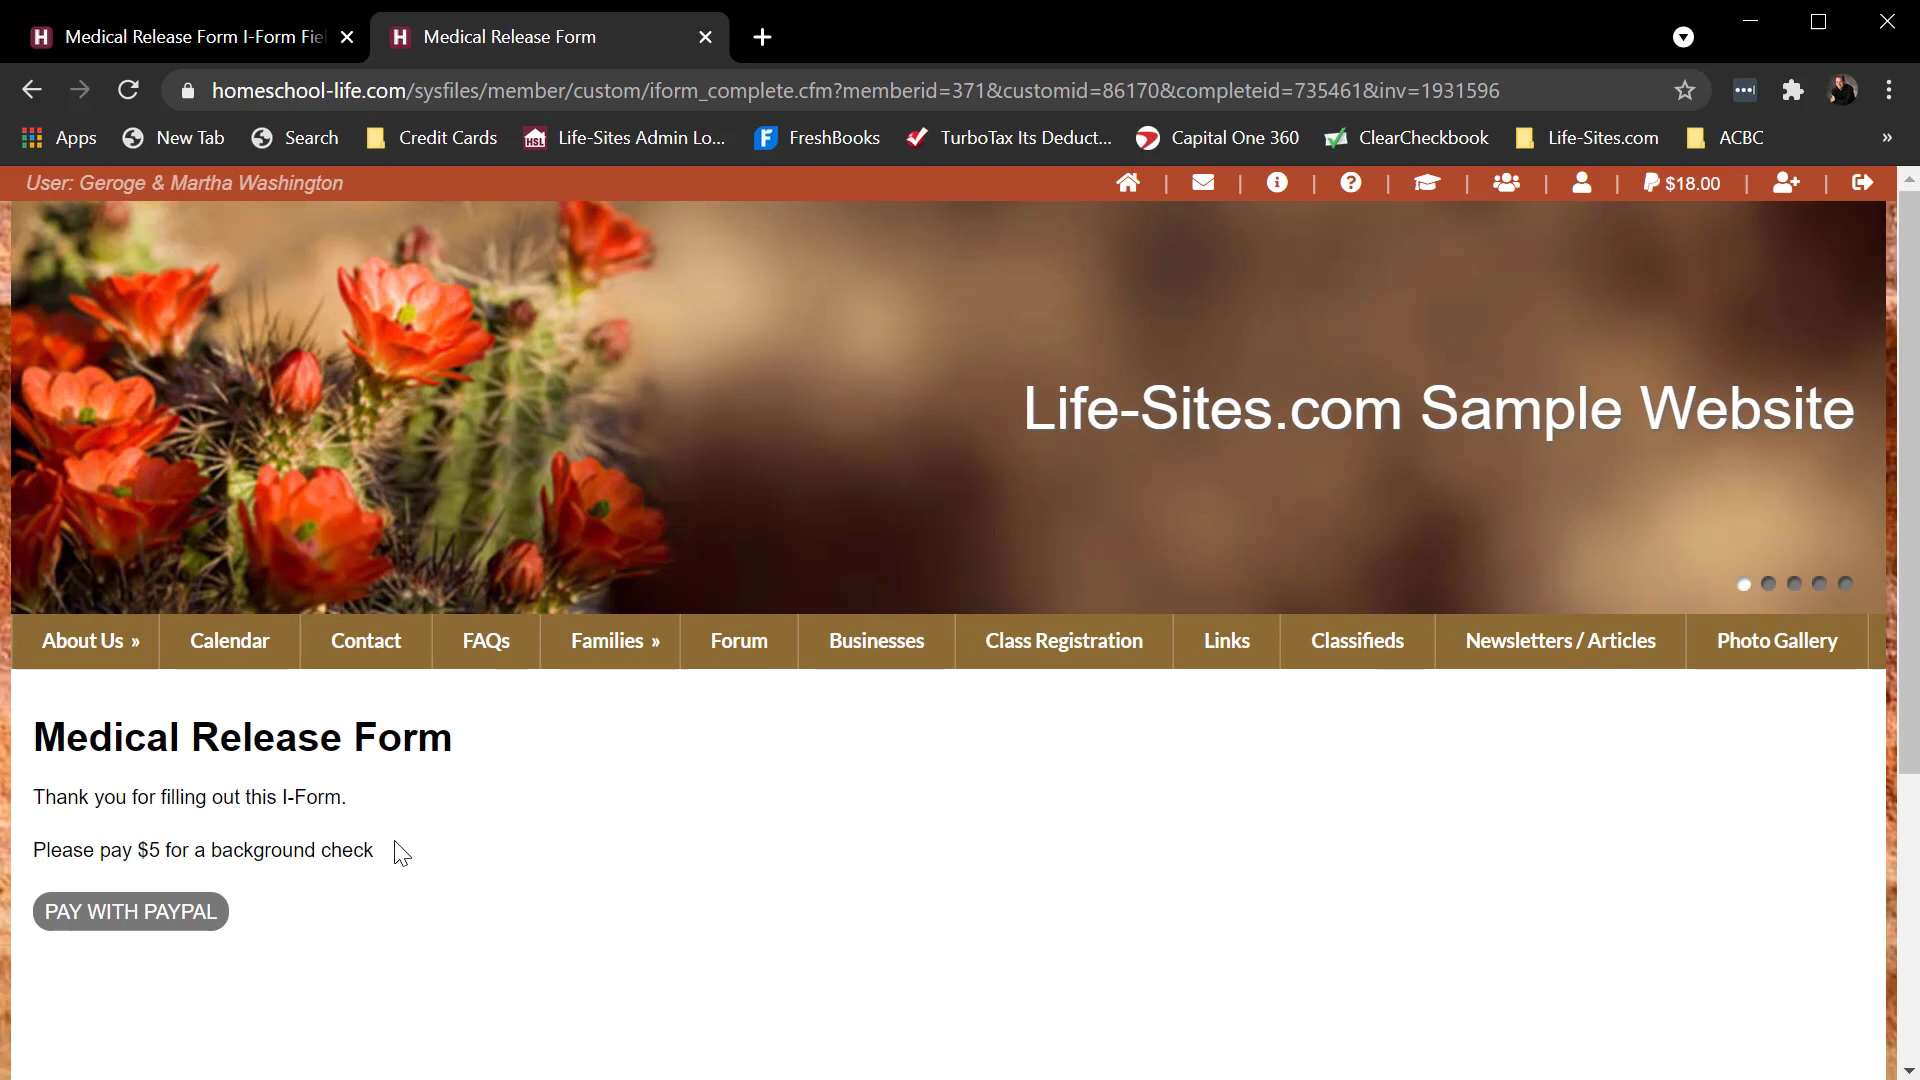 Medical Release Form I-Form Fie
Medical Release Form
homeschool-life.com/sysfiles/member/custom/iform_complete.cfm?memberid=371&customid=86170&completeid=735461&inv=1931596
Apps New Tab Search Credit Cards Life-Sites Admin Lo... FreshBooks TurboTax Its Deduct... Capital One 360 ClearCheckbook Life-Sites.com ACBC »
User: Geroge & Martha Washington
$18.00
Life-Sites.com Sample Website
About Us » Calendar Contact FAQs Families » Forum Businesses Class Registration Links Classifieds Newsletters / Articles Photo Gallery
Medical Release Form
Thank you for filling out this I-Form.
Please pay $5 for a background check
PAY WITH PAYPAL